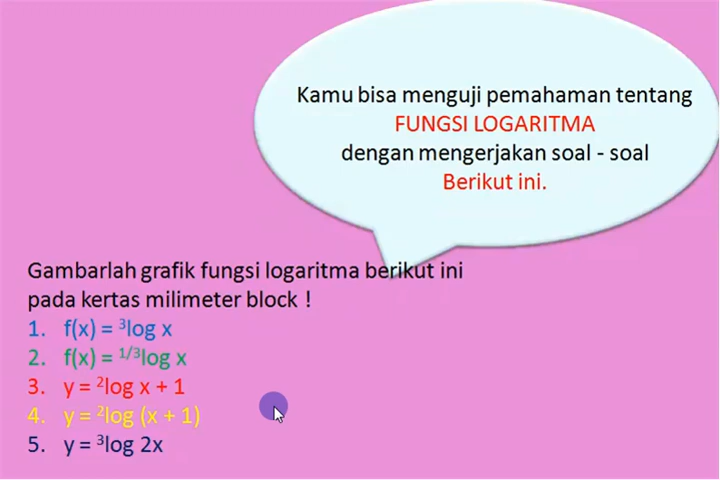 Kamu bisa menguji pemahaman tentang
FUNGSI LOGARITMA
dengan mengerjakan soal - soal
Berikut ini.
Gambarlah grafik fungsi logaritma berikut ini
pada kertas milimeter block !
1. f(x) = ³log x
2. f(x) = ¹/³log x
3. y = ²log x + 1
4. y = ²log (x + 1)
5. y = ³log 2x